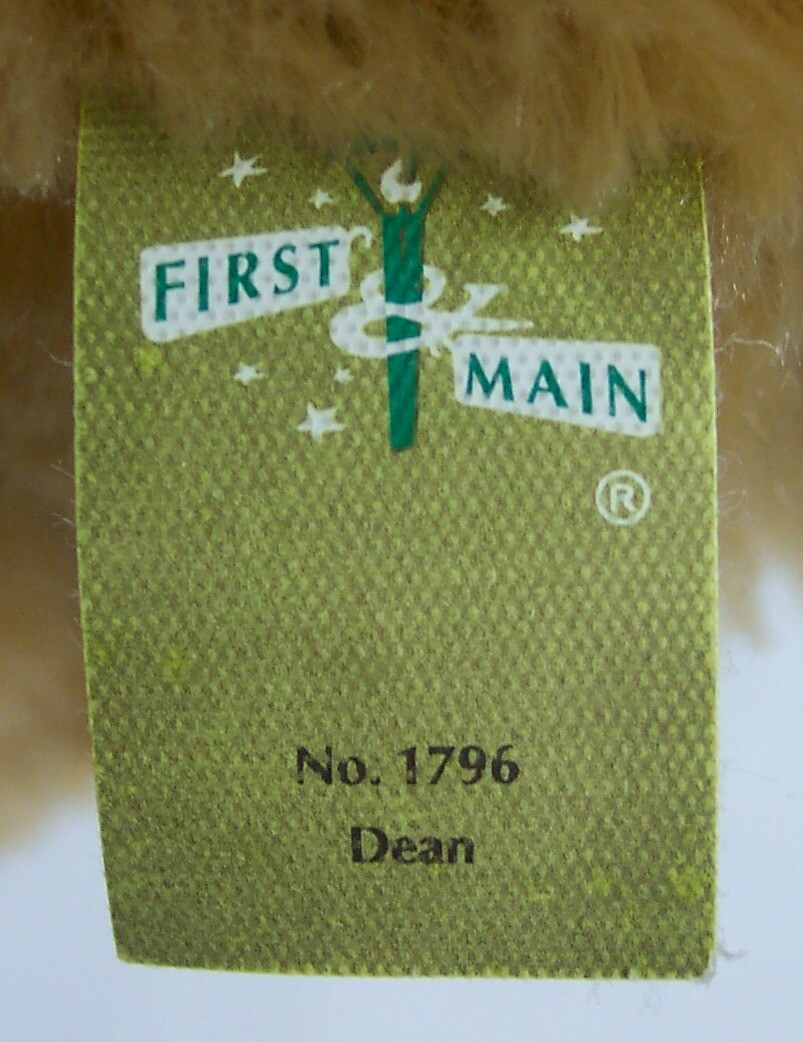 FIRST
&
MAIN
®
No. 1796
Dean